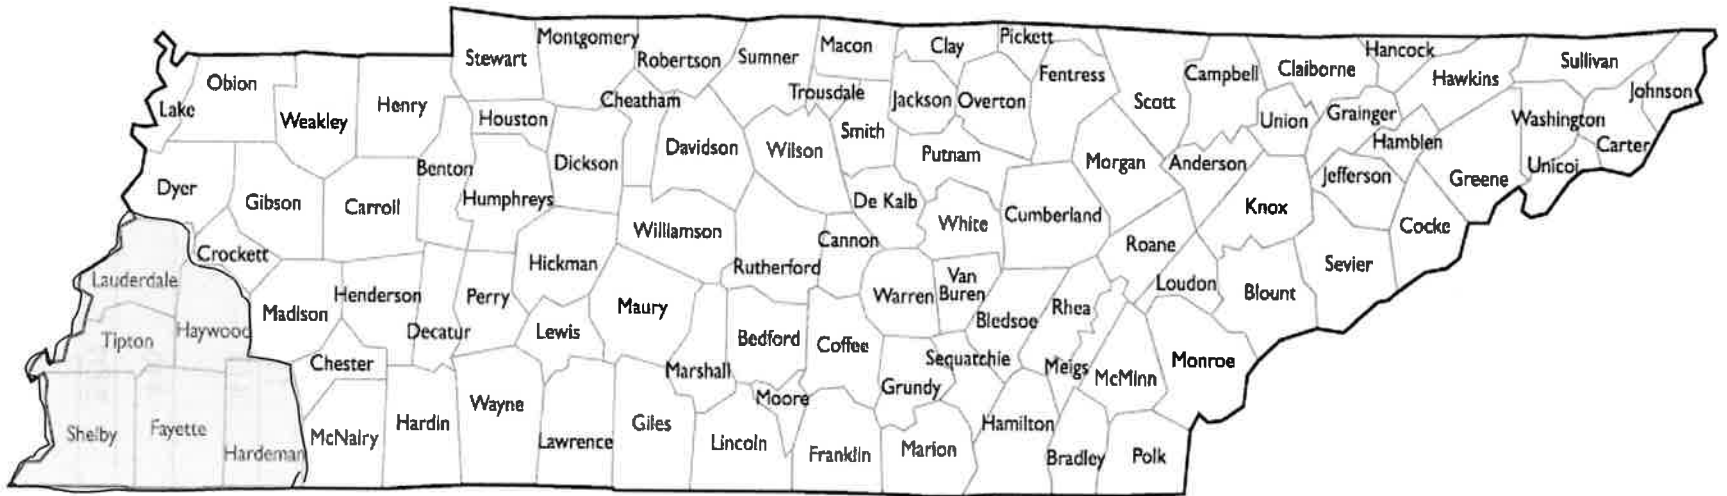 Stewart
Montgomery
Robertson
Sumner
Macon
Clay
Pickett
Fentress
Scott
Campbell
Claiborne
Hancock
Hawkins
Sullivan
Johnson
Lake
Obion
Weakley
Henry
Houston
Cheatham
Trousdale
Jackson
Overton
Union
Grainger
Washington
Carter
Hamblen
Unicoi
Benton
Dickson
Davidson
Wilson
Smith
Putnam
Morgan
Anderson
Jefferson
Greene
Dyer
Gibson
Carroll
Humphreys
De Kalb
White
Cumberland
Knox
Cocke
Crockett
Williamson
Cannon
Roane
Sevier
Lauderdale
Hickman
Rutherford
Loudon
Blount
Madison
Henderson
Perry
Maury
Warren
Van
Buren
Bledsoe
Rhea
Tipton
Haywood
Decatur
Lewis
Bedford
Coffee
Sequatchie
Meigs
McMinn
Monroe
Chester
Marshall
Moore
Grundy
Shelby
Fayette
Hardeman
McNairy
Hardin
Wayne
Lawrence
Giles
Lincoln
Franklin
Marion
Hamilton
Bradley
Polk